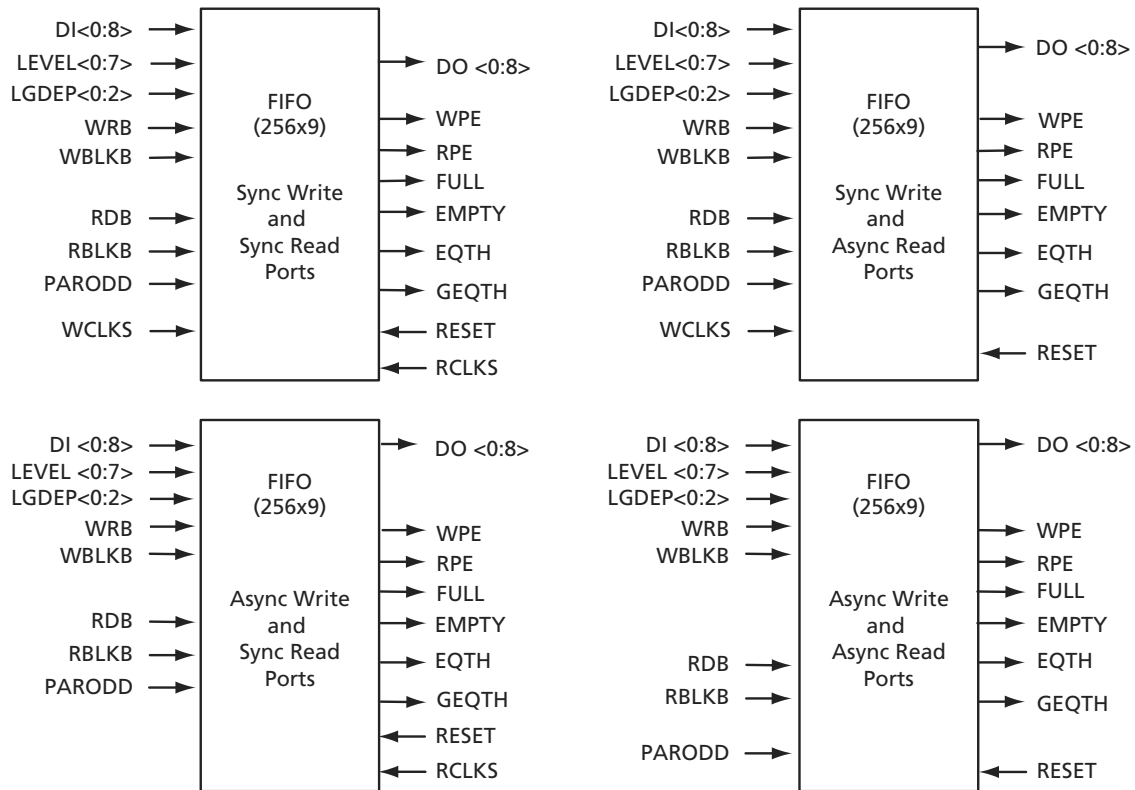 DI<0:8>
LEVEL<0:7>
LGDEP<0:2>
WRB
WBLKB
RDB
RBLKB
PARODD
WCLKS
FIFO
(256x9)
Sync Write
and
Sync Read
Ports
DO <0:8>
WPE
RPE
FULL
EMPTY
EQTH
GEQTH
RESET
RCLKS
DI<0:8>
LEVEL<0:7>
LGDEP<0:2>
WRB
WBLKB
RDB
RBLKB
PARODD
WCLKS
FIFO
(256x9)
Sync Write
and
Async Read
Ports
DO <0:8>
WPE
RPE
FULL
EMPTY
EQTH
GEQTH
RESET
DI <0:8>
LEVEL <0:7>
LGDEP<0:2>
WRB
WBLKB
RDB
RBLKB
PARODD
FIFO
(256x9)
Async Write
and
Sync Read
Ports
DO <0:8>
WPE
RPE
FULL
EMPTY
EQTH
GEQTH
RESET
RCLKS
DI <0:8>
LEVEL <0:7>
LGDEP<0:2>
WRB
WBLKB
RDB
RBLKB
PARODD
FIFO
(256x9)
Async Write
and
Async Read
Ports
DO <0:8>
WPE
RPE
FULL
EMPTY
EQTH
GEQTH
RESET